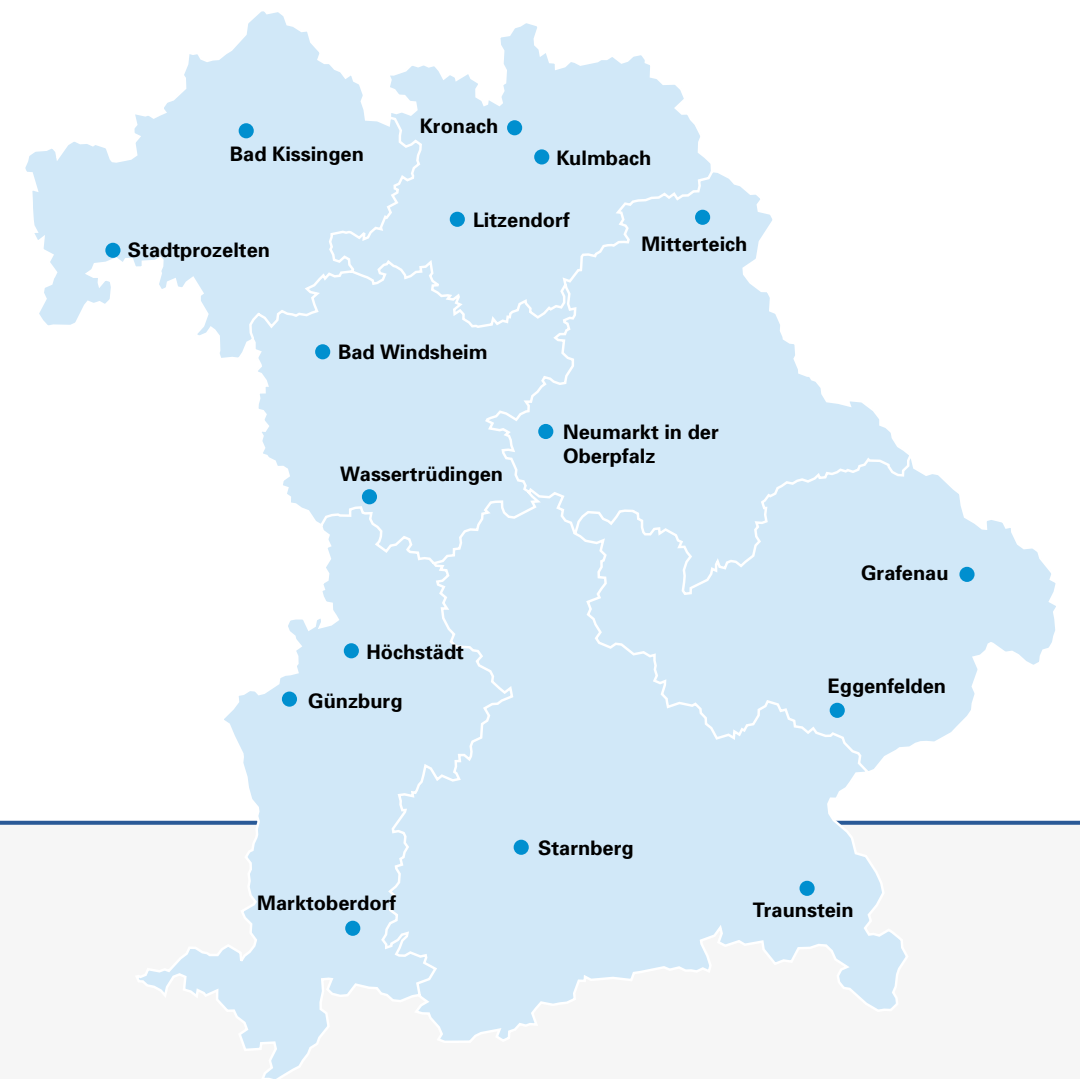 Kronach
Bad Kissingen
Kulmbach
Litzendorf
Mitterteich
Stadtprozelten
Bad Windsheim
Neumarkt in der
Oberpfalz
Wassertrüdingen
Grafenau
Höchstädt
Eggenfelden
Günzburg
Starnberg
Marktoberdorf
Traunstein